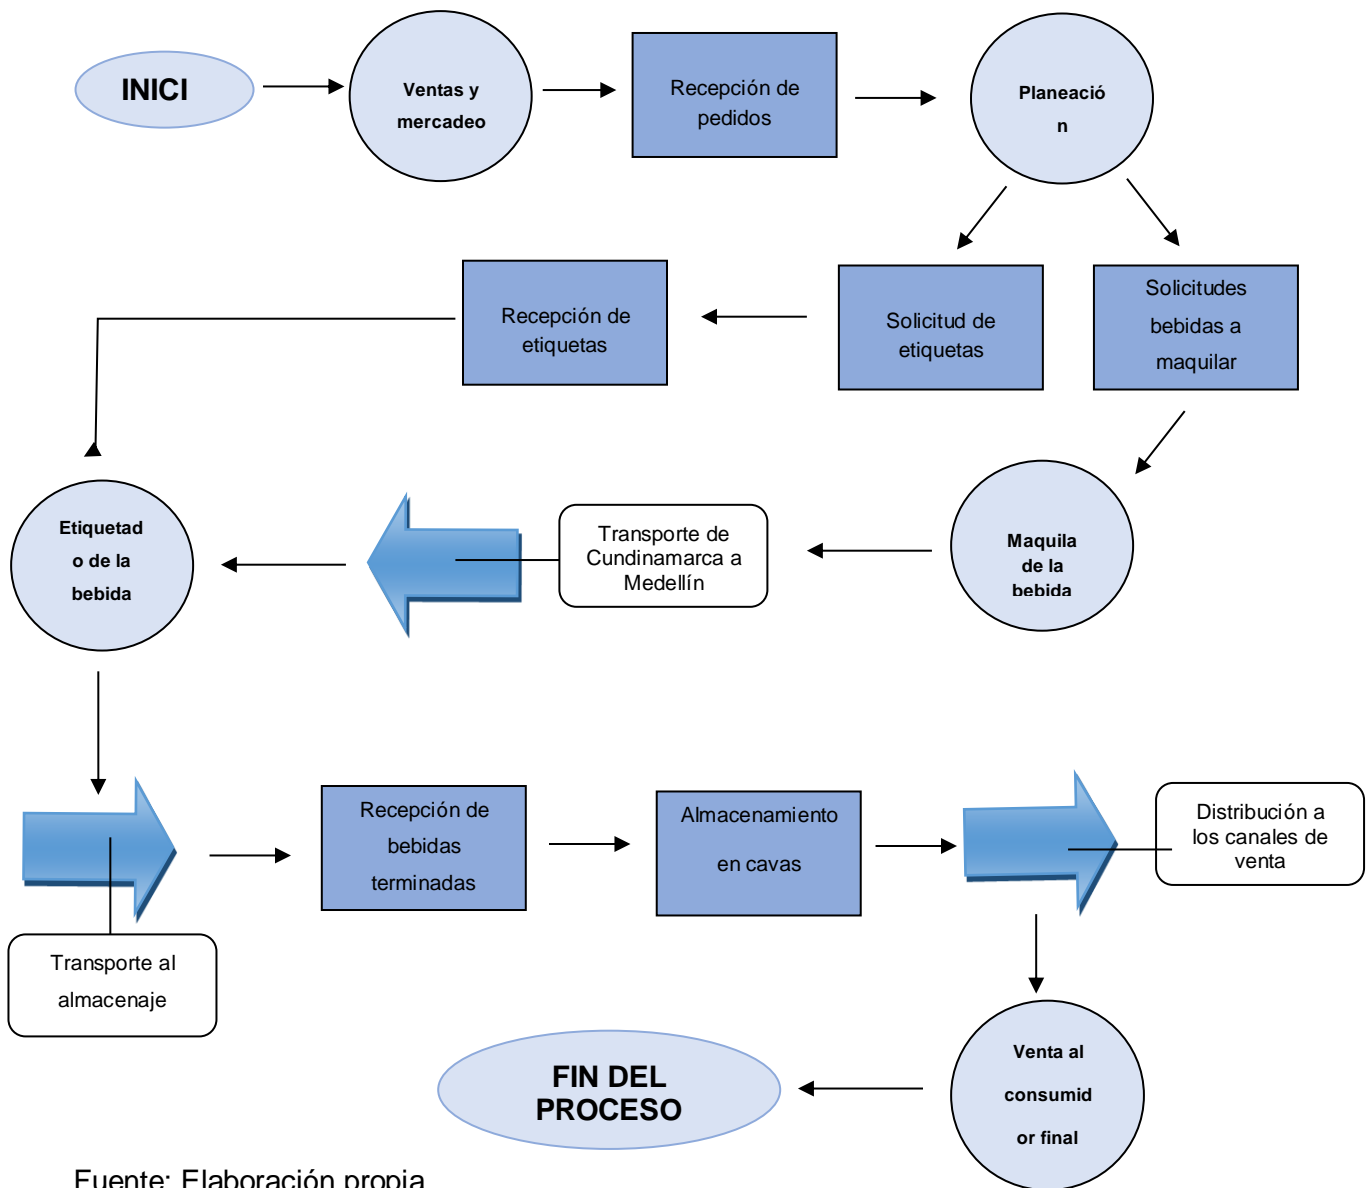 INICI
Ventas y
mercadeo
Recepción de
pedidos
Planeació
n
Recepción de
etiquetas
Solicitud de
etiquetas
Solicitudes
bebidas a
maquilar
Etiquetad
o de la
bebida
Transporte de
Cundinamarca a
Medellín
Maquila
de la
bebida
Recepción de
bebidas
terminadas
Almacenamiento
en cavas
Distribución a
los canales de
venta
Transporte al
almacenaje
Venta al
consumid
or final
FIN DEL
PROCESO
Fuente: Elaboración propia